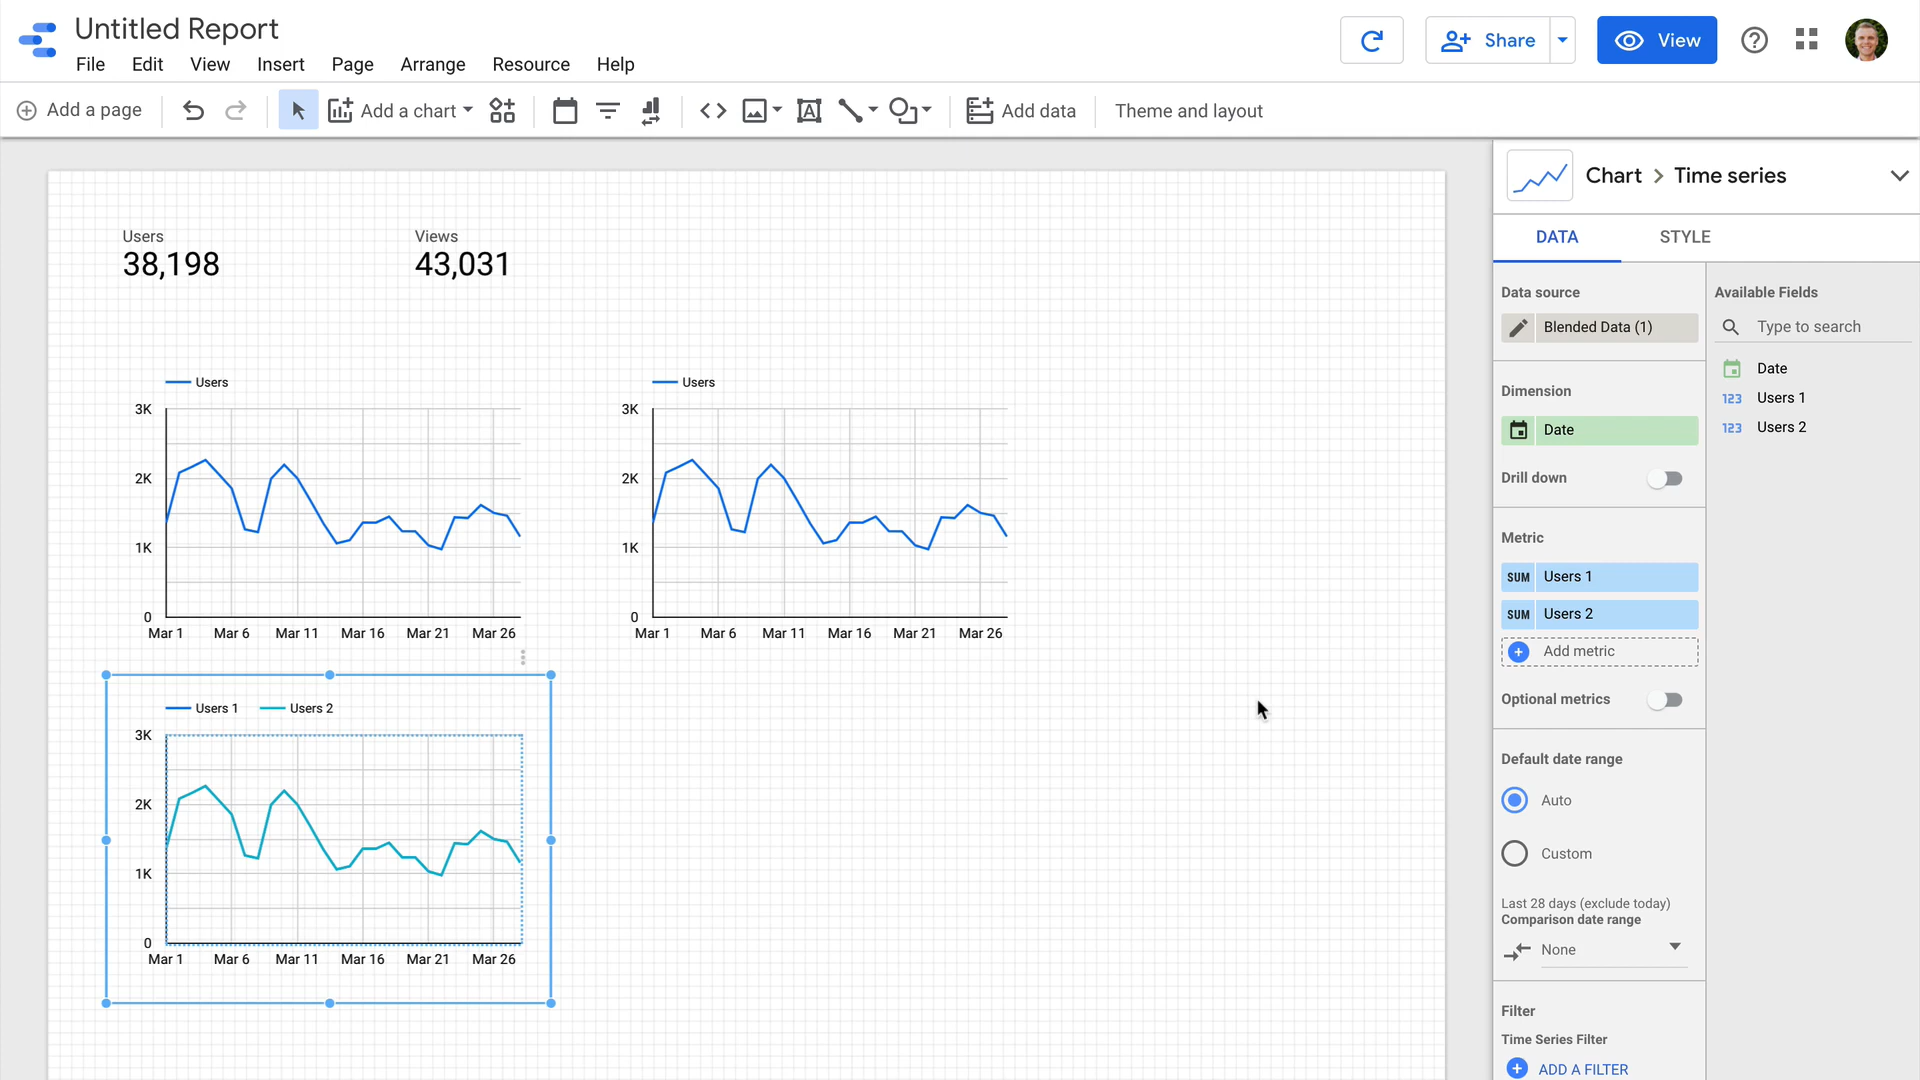 Untitled Report
File Edit View Insert Page Arrange Resource Help
Share
View
Add a page
Add a chart
Add data
Theme and layout
Users
38,198
Views
43,031
Users
3K
2K
1K
0
Mar 1 Mar 6 Mar 11 Mar 16 Mar 21 Mar 26
Users
3K
2K
1K
0
Mar 1 Mar 6 Mar 11 Mar 16 Mar 21 Mar 26
Users 1 Users 2
3K
2K
1K
0
Mar 1 Mar 6 Mar 11 Mar 16 Mar 21 Mar 26
Chart > Time series
DATA STYLE
Data source
Blended Data (1)
Dimension
Date
Drill down
Metric
SUM Users 1
SUM Users 2
Add metric
Optional metrics
Default date range
Auto
Custom
Last 28 days (exclude today)
Comparison date range
None
Filter
Time Series Filter
ADD A FILTER
Available Fields
Type to search
Date
123 Users 1
123 Users 2